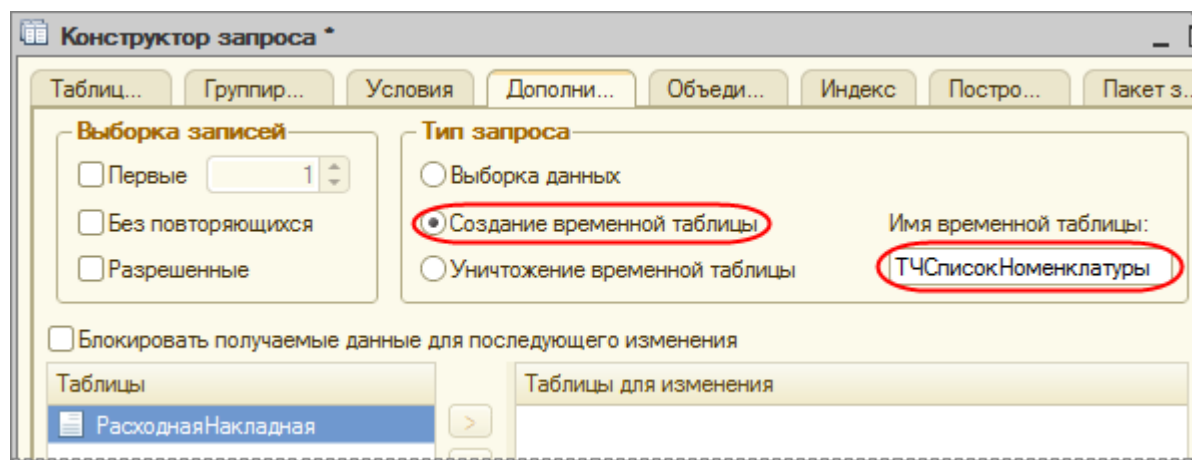 Конструктор запроса *
Таблиц... Группир... Условия Дополни... Объеди... Индекс Постро... Пакет з...
Выборка записей Тип запроса
Первые 1 Выборка данных
Без повторяющихся Создание временной таблицы Имя временной таблицы:
Разрешенные Уничтожение временной таблицы ТЧСписокНоменклатуры
Блокировать получаемые данные для последующего изменения
Таблицы Таблицы для изменения
РасходнаяНакладная >